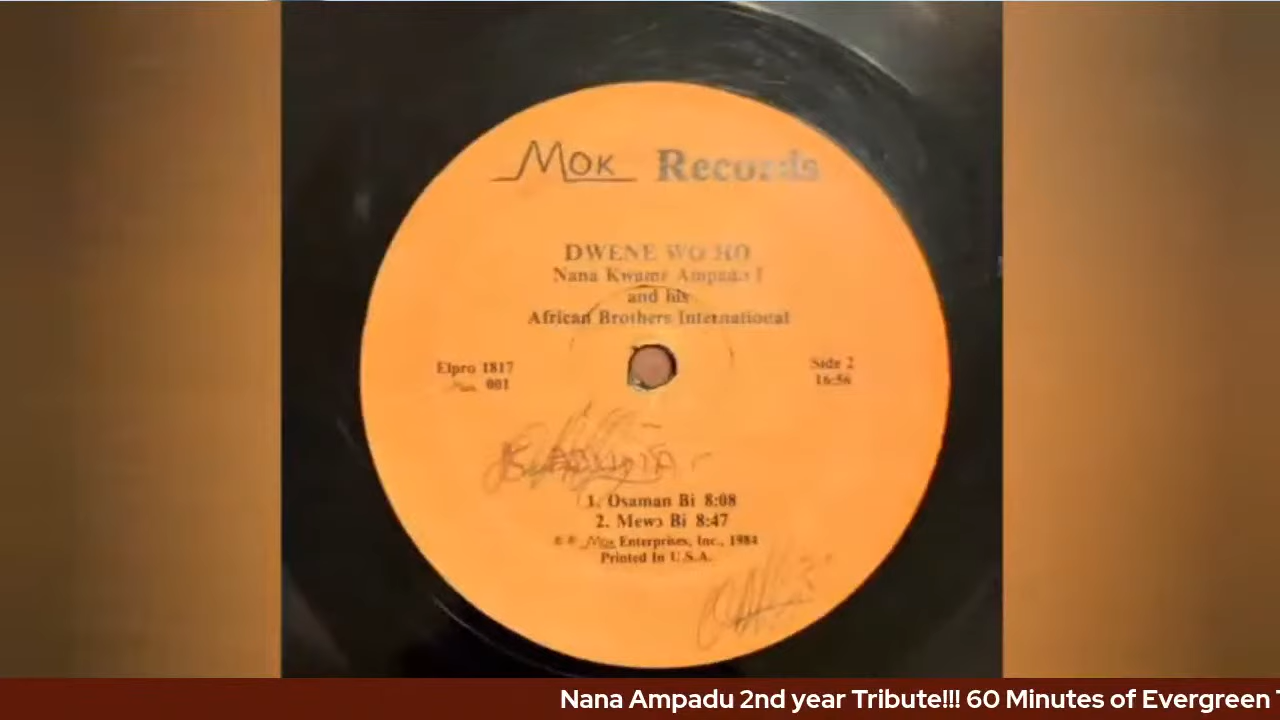 Mok Records
DWENE WO HO
Nana Kwame Ampadu I
and his
African Brothers International
Elpro 1817
Mok 001
Side 2
16:56
1. Osaman Bi 8:08
2. Mewɔ Bi 8:47
© ℗ Mok Enterprises, Inc., 1984
Printed In U.S.A.
Nana Ampadu 2nd year Tribute!!! 60 Minutes of Evergreen